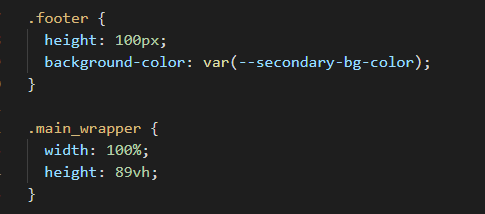 .footer {
  height: 100px;
  background-color: var(--secondary-bg-color);
}

.main_wrapper {
  width: 100%;
  height: 89vh;
}